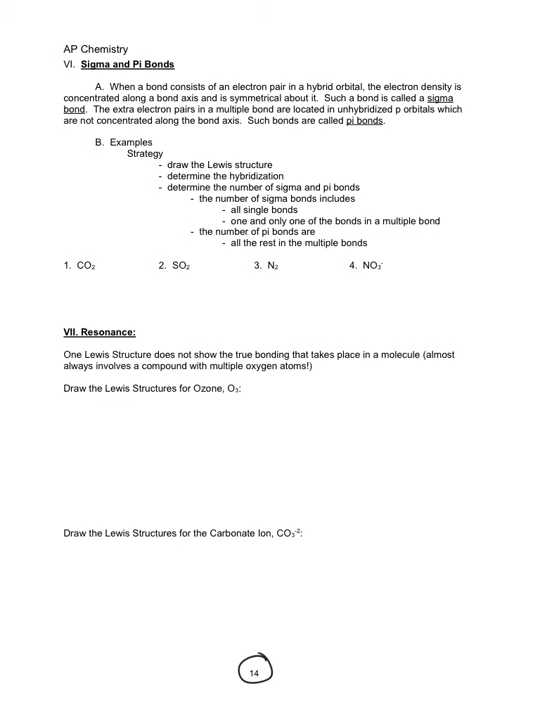 AP Chemistry
VI. Sigma and Pi Bonds
A. When a bond consists of an electron pair in a hybrid orbital, the electron density is
concentrated along a bond axis and is symmetrical about it. Such a bond is called a sigma
bond. The extra electron pairs in a multiple bond are located in unhybridized p orbitals which
are not concentrated along the bond axis. Such bonds are called pi bonds.
B. Examples
Strategy
- draw the Lewis structure
- determine the hybridization
- determine the number of sigma and pi bonds
- the number of sigma bonds includes
- all single bonds
- one and only one of the bonds in a multiple bond
- the number of pi bonds are
- all the rest in the multiple bonds
1. CO₂ 2. SO₂ 3. N₂ 4. NO₃⁻
VII. Resonance:
One Lewis Structure does not show the true bonding that takes place in a molecule (almost
always involves a compound with multiple oxygen atoms!)
Draw the Lewis Structures for Ozone, O₃:
Draw the Lewis Structures for the Carbonate Ion, CO₃⁻²:
14